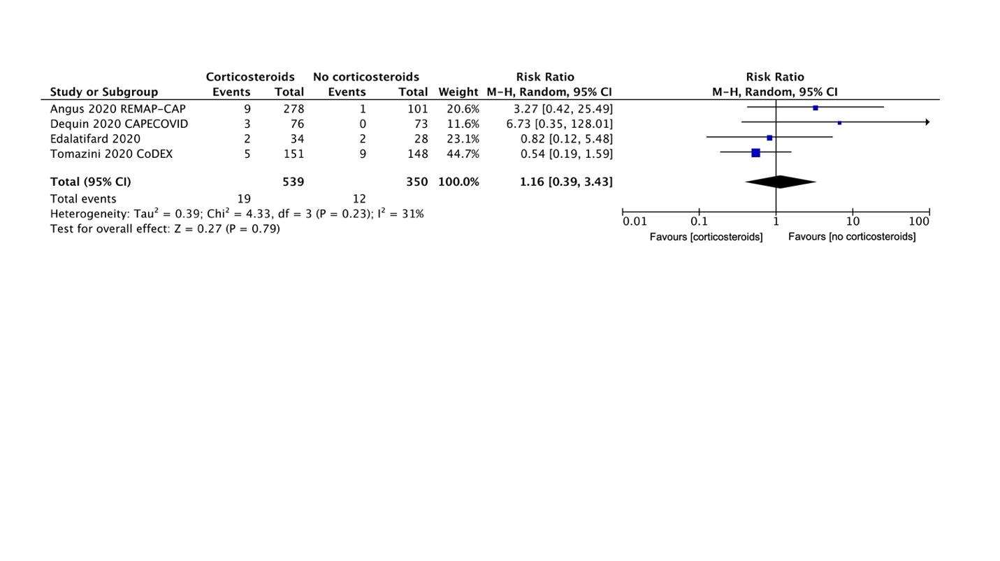 Corticosteroids No corticosteroids Risk Ratio Risk Ratio
Study or Subgroup Events Total Events Total Weight M-H, Random, 95% CI M-H, Random, 95% CI
Angus 2020 REMAP-CAP 9 278 1 101 20.6% 3.27 [0.42, 25.49]
Dequin 2020 CAPECOVID 3 76 0 73 11.6% 6.73 [0.35, 128.01]
Edalatifard 2020 2 34 2 28 23.1% 0.82 [0.12, 5.48]
Tomazini 2020 CoDEX 5 151 9 148 44.7% 0.54 [0.19, 1.59]
Total (95% CI) 539 350 100.0% 1.16 [0.39, 3.43]
Total events 19 12
Heterogeneity: Tau² = 0.39; Chi² = 4.33, df = 3 (P = 0.23); I² = 31%
Test for overall effect: Z = 0.27 (P = 0.79)
0.01 0.1 1 10 100
Favours [corticosteroids] Favours [no corticosteroids]